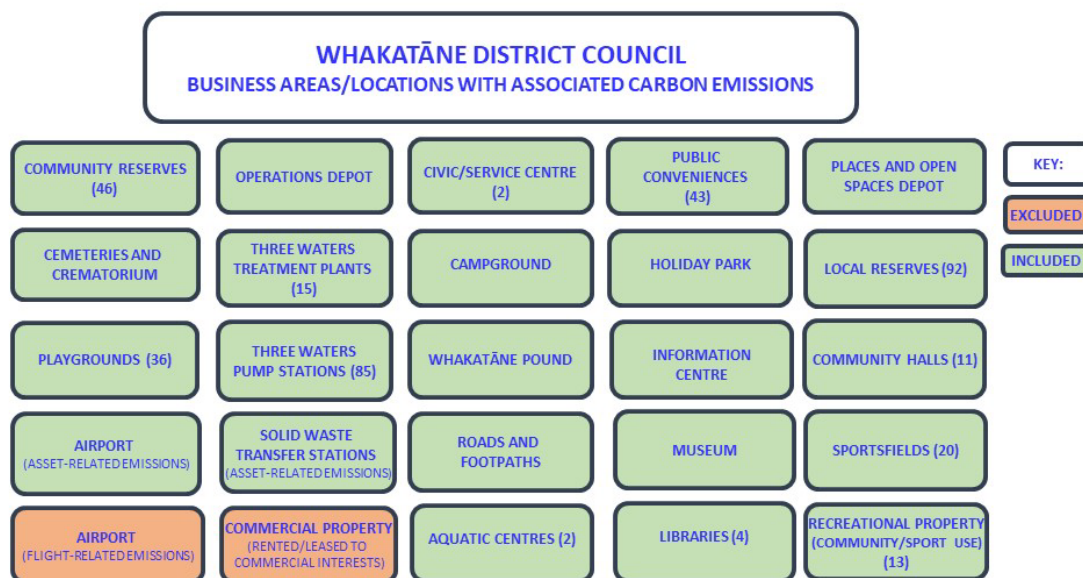 WHAKATĀNE DISTRICT COUNCIL
BUSINESS AREAS/LOCATIONS WITH ASSOCIATED CARBON EMISSIONS
COMMUNITY RESERVES
(46)
OPERATIONS DEPOT
CIVIC/SERVICE CENTRE
(2)
PUBLIC
CONVENIENCES
(43)
PLACES AND OPEN
SPACES DEPOT
KEY:
EXCLUDED
INCLUDED
CEMETERIES AND
CREMATORIUM
THREE WATERS
TREATMENT PLANTS
(15)
CAMPGROUND
HOLIDAY PARK
LOCAL RESERVES (92)
PLAYGROUNDS (36)
THREE WATERS
PUMP STATIONS (85)
WHAKATĀNE POUND
INFORMATION
CENTRE
COMMUNITY HALLS (11)
AIRPORT
(ASSET-RELATED EMISSIONS)
SOLID WASTE
TRANSFER STATIONS
(ASSET-RELATED EMISSIONS)
ROADS AND
FOOTPATHS
MUSEUM
SPORTSFIELDS (20)
AIRPORT
(FLIGHT-RELATED EMISSIONS)
COMMERCIAL PROPERTY
(RENTED/LEASED TO
COMMERCIAL INTERESTS)
AQUATIC CENTRES (2)
LIBRARIES (4)
RECREATIONAL PROPERTY
(COMMUNITY/SPORT USE)
(13)